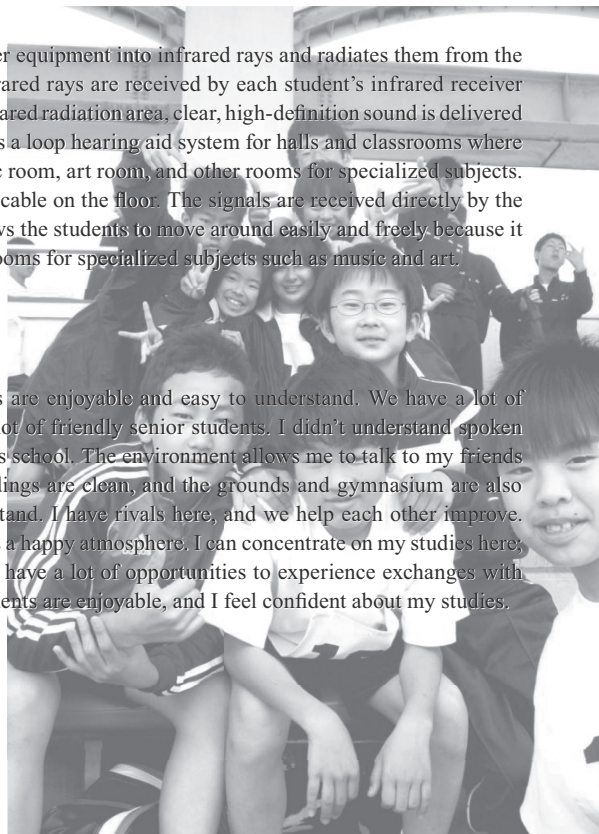 er equipment into infrared rays and radiates them from the
rared rays are received by each student’s infrared receiver
ared radiation area, clear, high-definition sound is delivered
s a loop hearing aid system for halls and classrooms where
c room, art room, and other rooms for specialized subjects.
cable on the floor. The signals are received directly by the
ws the students to move around easily and freely because it
ooms for specialized subjects such as music and art.
s are enjoyable and easy to understand. We have a lot of
lot of friendly senior students. I didn’t understand spoken
s school. The environment allows me to talk to my friends
dings are clean, and the grounds and gymnasium are also
tand. I have rivals here, and we help each other improve.
a happy atmosphere. I can concentrate on my studies here;
have a lot of opportunities to experience exchanges with
ents are enjoyable, and I feel confident about my studies.